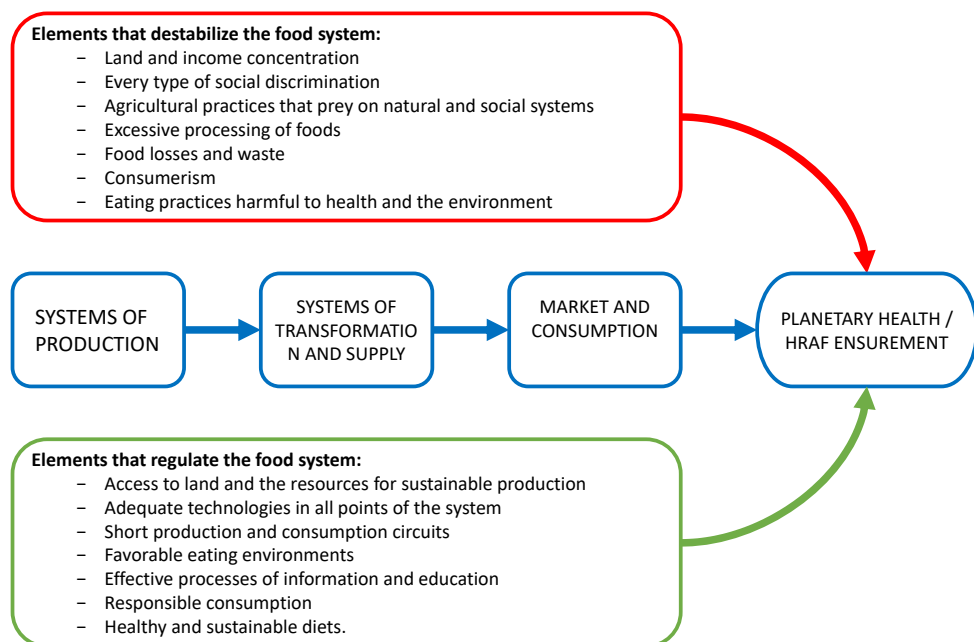 Elements that destabilize the food system:
− Land and income concentration
− Every type of social discrimination
− Agricultural practices that prey on natural and social systems
− Excessive processing of foods
− Food losses and waste
− Consumerism
− Eating practices harmful to health and the environment
SYSTEMS OF
PRODUCTION
SYSTEMS OF
TRANSFORMATIO
N AND SUPPLY
MARKET AND
CONSUMPTION
PLANETARY HEALTH /
HRAF ENSUREMENT
Elements that regulate the food system:
− Access to land and the resources for sustainable production
− Adequate technologies in all points of the system
− Short production and consumption circuits
− Favorable eating environments
− Effective processes of information and education
− Responsible consumption
− Healthy and sustainable diets.